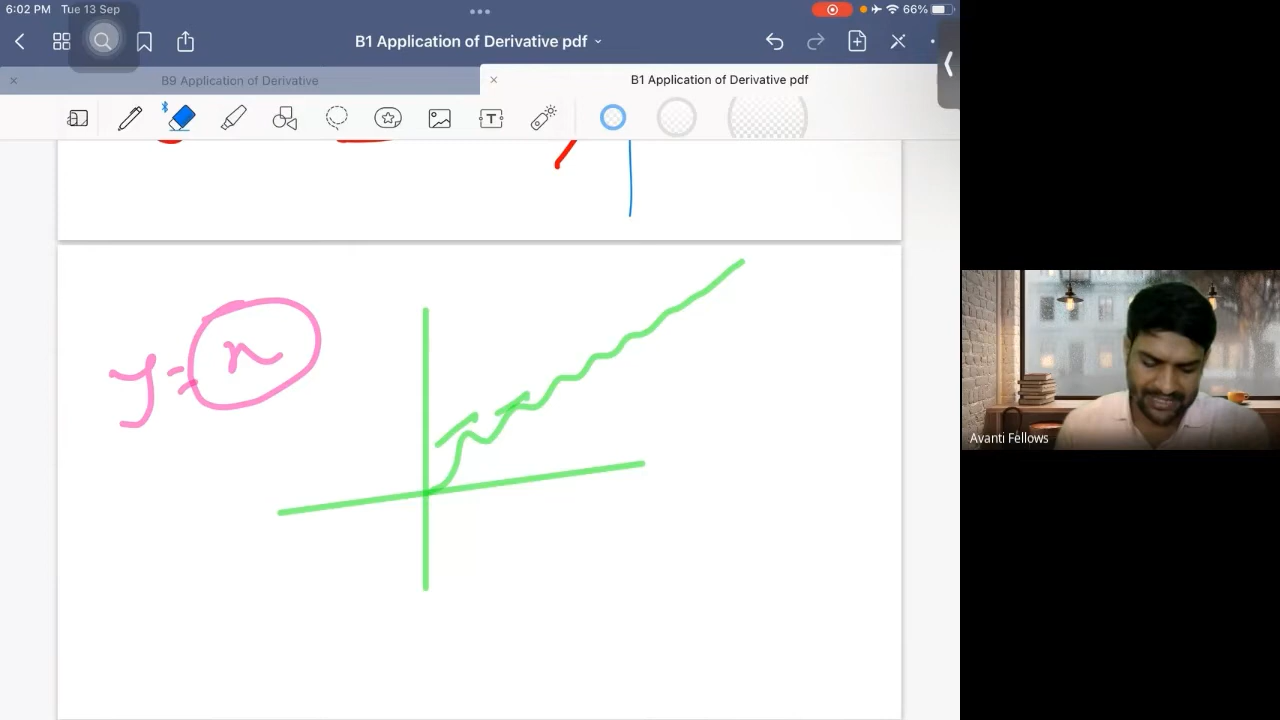 6:02 PM Tue 13 Sep
66%
B1 Application of Derivative pdf
B9 Application of Derivative
B1 Application of Derivative pdf
T
y = x
Avanti Fellows